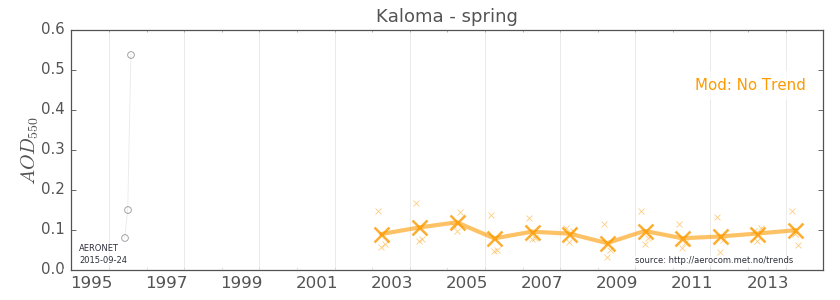 Kaloma - spring
0.6
0.5
0.4
0.3
0.2
0.1
0.0
AOD550
Mod: No Trend
AERONET
2015-09-24
source: http://aerocom.met.no/trends
1995 1997 1999 2001 2003 2005 2007 2009 2011 2013